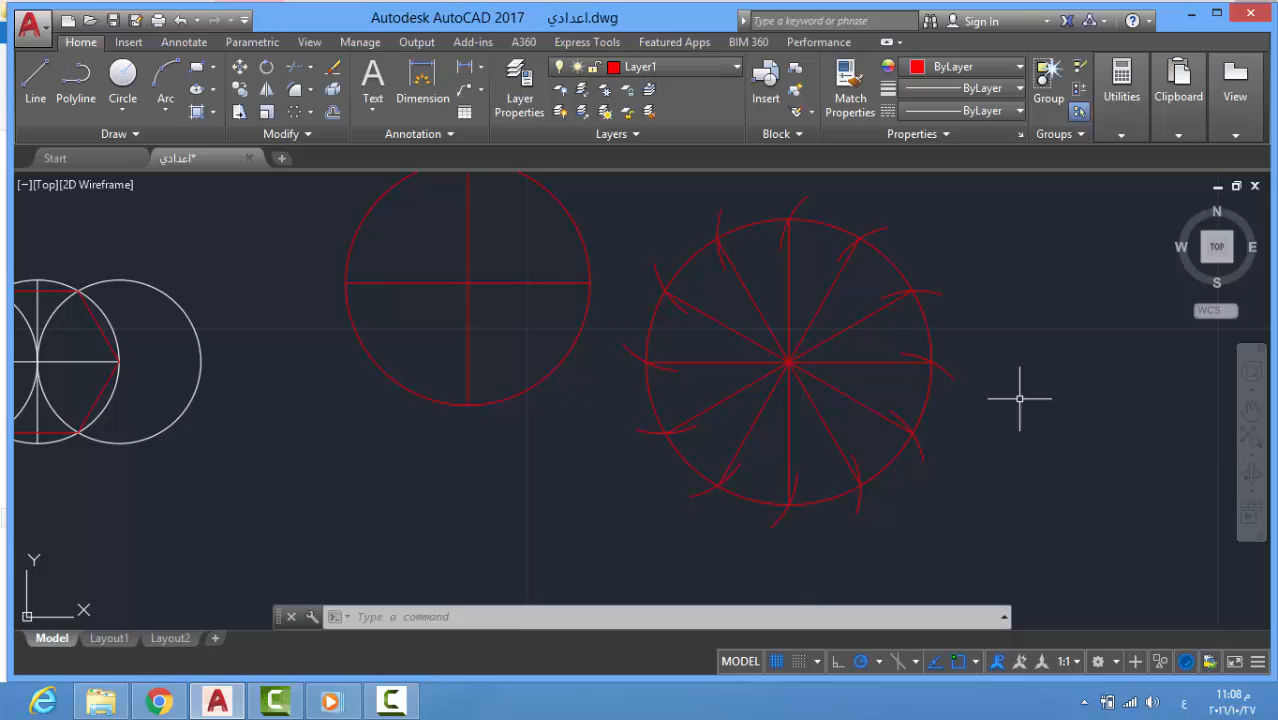 Autodesk AutoCAD 2017 اعدادي.dwg
Type a keyword or phrase
Sign In
Home Insert Annotate Parametric View Manage Output Add-ins A360 Express Tools Featured Apps BIM 360 Performance
Line Polyline Circle Arc
Draw
Modify
Text Dimension
Annotation
Layer Properties
Layer1
Layers
Insert
Block
Match Properties
ByLayer
ByLayer
ByLayer
Properties
Group
Groups
Utilities
Clipboard
View
Start
اعدادي*
[−][Top][2D Wireframe]
N
W TOP E
S
WCS
Y
X
Type a command
Model Layout1 Layout2
MODEL 1:1
11:08 م
ع
٢٠١٦/١٠/٢٧